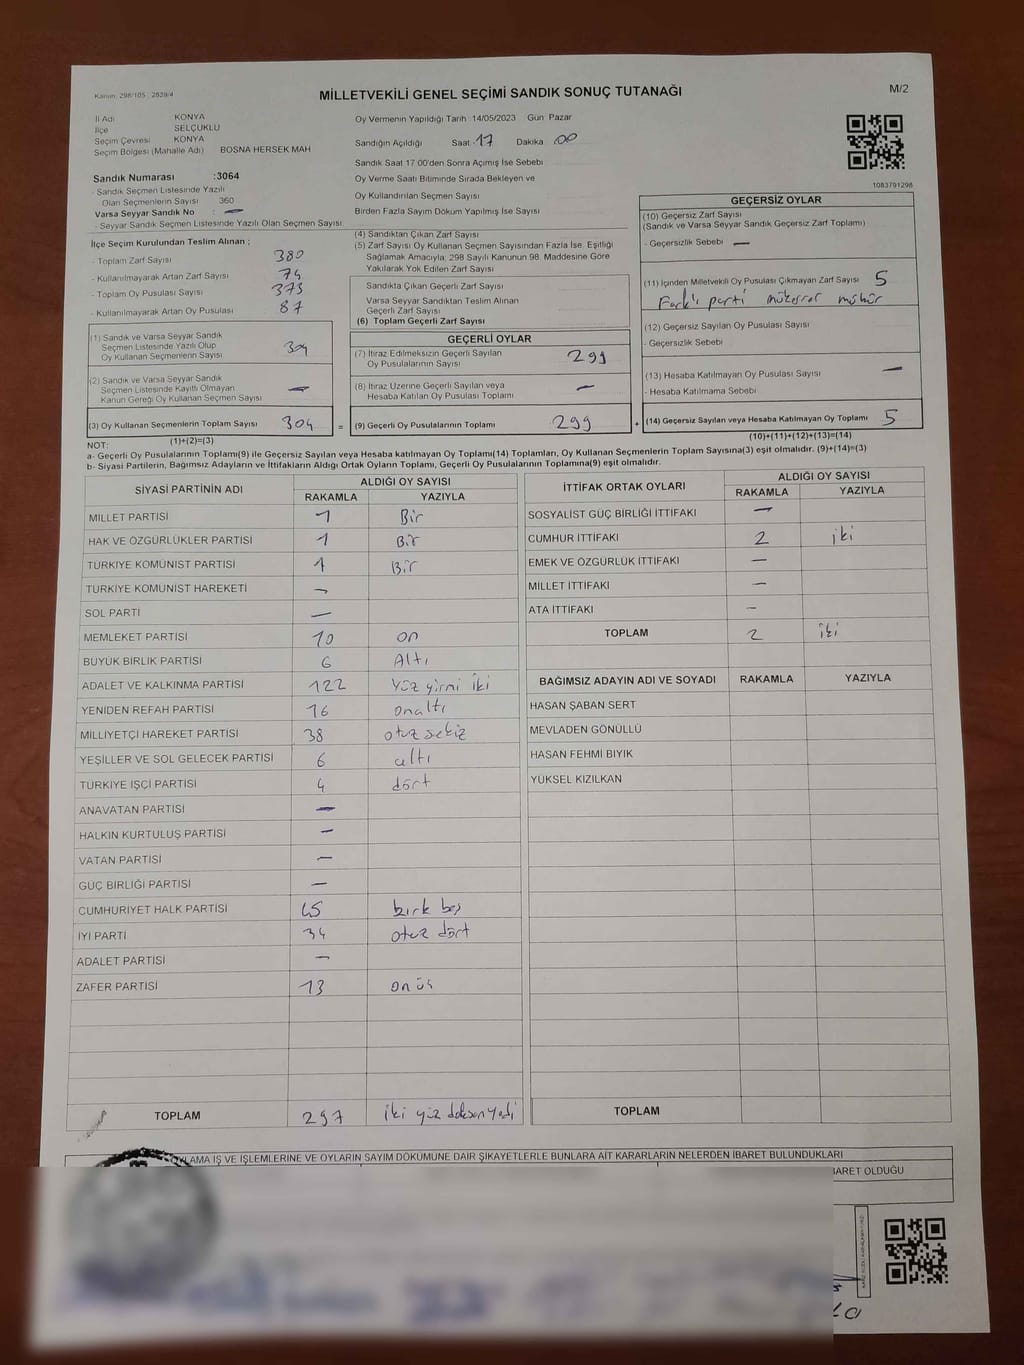 Kanun: 298/105 , 2839/4
MİLLETVEKİLİ GENEL SEÇİMİ SANDIK SONUÇ TUTANAĞI
M/2
İl Adı KONYA
İlçe SELÇUKLU
Seçim Çevresi KONYA
Seçim Bölgesi (Mahalle Adı) BOSNA HERSEK MAH
Sandık Numarası :3064
- Sandık Seçmen Listesinde Yazılı
Olan Seçmenlerin Sayısı 360
Varsa Seyyar Sandık No : —
- Seyyar Sandık Seçmen Listesinde Yazılı Olan Seçmen Sayısı
Oy Vermenin Yapıldığı Tarih : 14/05/2023 Gün Pazar
Sandığın Açıldığı Saat 17 Dakika 00
Sandık Saat 17 00'den Sonra Açımış İse Sebebi
Oy Verme Saati Bitiminde Sırada Bekleyen ve
Oy Kullandırılan Seçmen Sayısı
Birden Fazla Sayım Döküm Yapılmış İse Sayısı
1083791298
İlçe Seçim Kurulundan Teslim Alınan ;
- Toplam Zarf Sayısı 380
- Kullanılmayarak Artan Zarf Sayısı 74
- Toplam Oy Pusulası Sayısı 373
- Kullanılmayarak Artan Oy Pusulası 87
(1) Sandık ve Varsa Seyyar Sandık
Seçmen Listesinde Yazılı Olup
Oy Kullanan Seçmenlerin Sayısı 304
(2) Sandık ve Varsa Seyyar Sandık
Seçmen Listesinde Kayıtlı Olmayan
Kanun Gereği Oy Kullanan Seçmen Sayısı —
(3) Oy Kullanan Seçmenlerin Toplam Sayısı 304
(1)+(2)=(3)
(4) Sandıktan Çıkan Zarf Sayısı
(5) Zarf Sayısı Oy Kullanan Seçmen Sayısından Fazla İse, Eşitliği
Sağlamak Amacıyla; 298 Sayılı Kanunun 98. Maddesine Göre
Yakılarak Yok Edilen Zarf Sayısı
Sandıkta Çıkan Geçerli Zarf Sayısı
Varsa Seyyar Sandıktan Teslim Alınan
Geçerli Zarf Sayısı
(6) Toplam Geçerli Zarf Sayısı
GEÇERLİ OYLAR
(7) İtiraz Edilmeksizin Geçerli Sayılan
Oy Pusulalarının Sayısı 299
(8) İtiraz Üzerine Geçerli Sayılan veya
Hesaba Katılan Oy Pusulası Toplamı —
= (9) Geçerli Oy Pusulalarının Toplamı 299
GEÇERSİZ OYLAR
(10) Geçersiz Zarf Sayısı
(Sandık ve Varsa Seyyar Sandık Geçersiz Zarf Toplamı)
- Geçersizlik Sebebi —
(11) İçinden Milletvekili Oy Pusulası Çıkmayan Zarf Sayısı 5
Farklı parti mükerrer mühür
(12) Geçersiz Sayılan Oy Pusulası Sayısı
- Geçersizlik Sebebi
(13) Hesaba Katılmayan Oy Pusulası Sayısı —
- Hesaba Katılmama Sebebi
+ (14) Geçersiz Sayılan veya Hesaba Katılmayan Oy Toplamı 5
(10)+(11)+(12)+(13)=(14)
NOT:
a- Geçerli Oy Pusulalarının Toplamı(9) ile Geçersiz Sayılan veya Hesaba katılmayan Oy Toplamı(14) Toplamları, Oy Kullanan Seçmenlerin Toplam Sayısına(3) eşit olmalıdır. (9)+(14)=(3)
b- Siyasi Partilerin, Bağımsız Adayların ve İttifakların Aldığı Ortak Oyların Toplamı, Geçerli Oy Pusulalarının Toplamına(9) eşit olmalıdır.
SİYASİ PARTİNİN ADI ALDIĞI OY SAYISI
RAKAMLA YAZIYLA
MİLLET PARTİSİ 1 Bir
HAK VE ÖZGÜRLÜKLER PARTİSİ 1 Bir
TÜRKİYE KOMÜNİST PARTİSİ 1 Bir
TÜRKİYE KOMÜNİST HAREKETİ —
SOL PARTİ —
MEMLEKET PARTİSİ 10 on
BÜYÜK BİRLİK PARTİSİ 6 Altı
ADALET VE KALKINMA PARTİSİ 122 Yüz yirmi iki
YENİDEN REFAH PARTİSİ 16 onaltı
MİLLİYETÇİ HAREKET PARTİSİ 38 otuz sekiz
YEŞİLLER VE SOL GELECEK PARTİSİ 6 altı
TÜRKİYE İŞÇİ PARTİSİ 4 dört
ANAVATAN PARTİSİ —
HALKIN KURTULUŞ PARTİSİ —
VATAN PARTİSİ —
GÜÇ BİRLİĞİ PARTİSİ —
CUMHURİYET HALK PARTİSİ 45 kırk beş
İYİ PARTİ 34 otuz dört
ADALET PARTİSİ —
ZAFER PARTİSİ 13 onüç
TOPLAM 297 iki yüz doksan yedi
İTTİFAK ORTAK OYLARI ALDIĞI OY SAYISI
RAKAMLA YAZIYLA
SOSYALİST GÜÇ BİRLİĞİ İTTİFAKI —
CUMHUR İTTİFAKI 2 iki
EMEK VE ÖZGÜRLÜK İTTİFAKI —
MİLLET İTTİFAKI —
ATA İTTİFAKI —
TOPLAM 2 iki
BAĞIMSIZ ADAYIN ADI VE SOYADI RAKAMLA YAZIYLA
HASAN ŞABAN SERT
MEVLADEN GÖNÜLLÜ
HASAN FEHMİ BIYIK
YÜKSEL KIZILKAN
TOPLAM
OYLAMA İŞ VE İŞLEMLERİNE VE OYLARIN SAYIM DÖKÜMÜNE DAİR ŞİKAYETLERLE BUNLARA AİT KARARLARIN NELERDEN İBARET BULUNDUKLARI
İBARET OLDUĞU